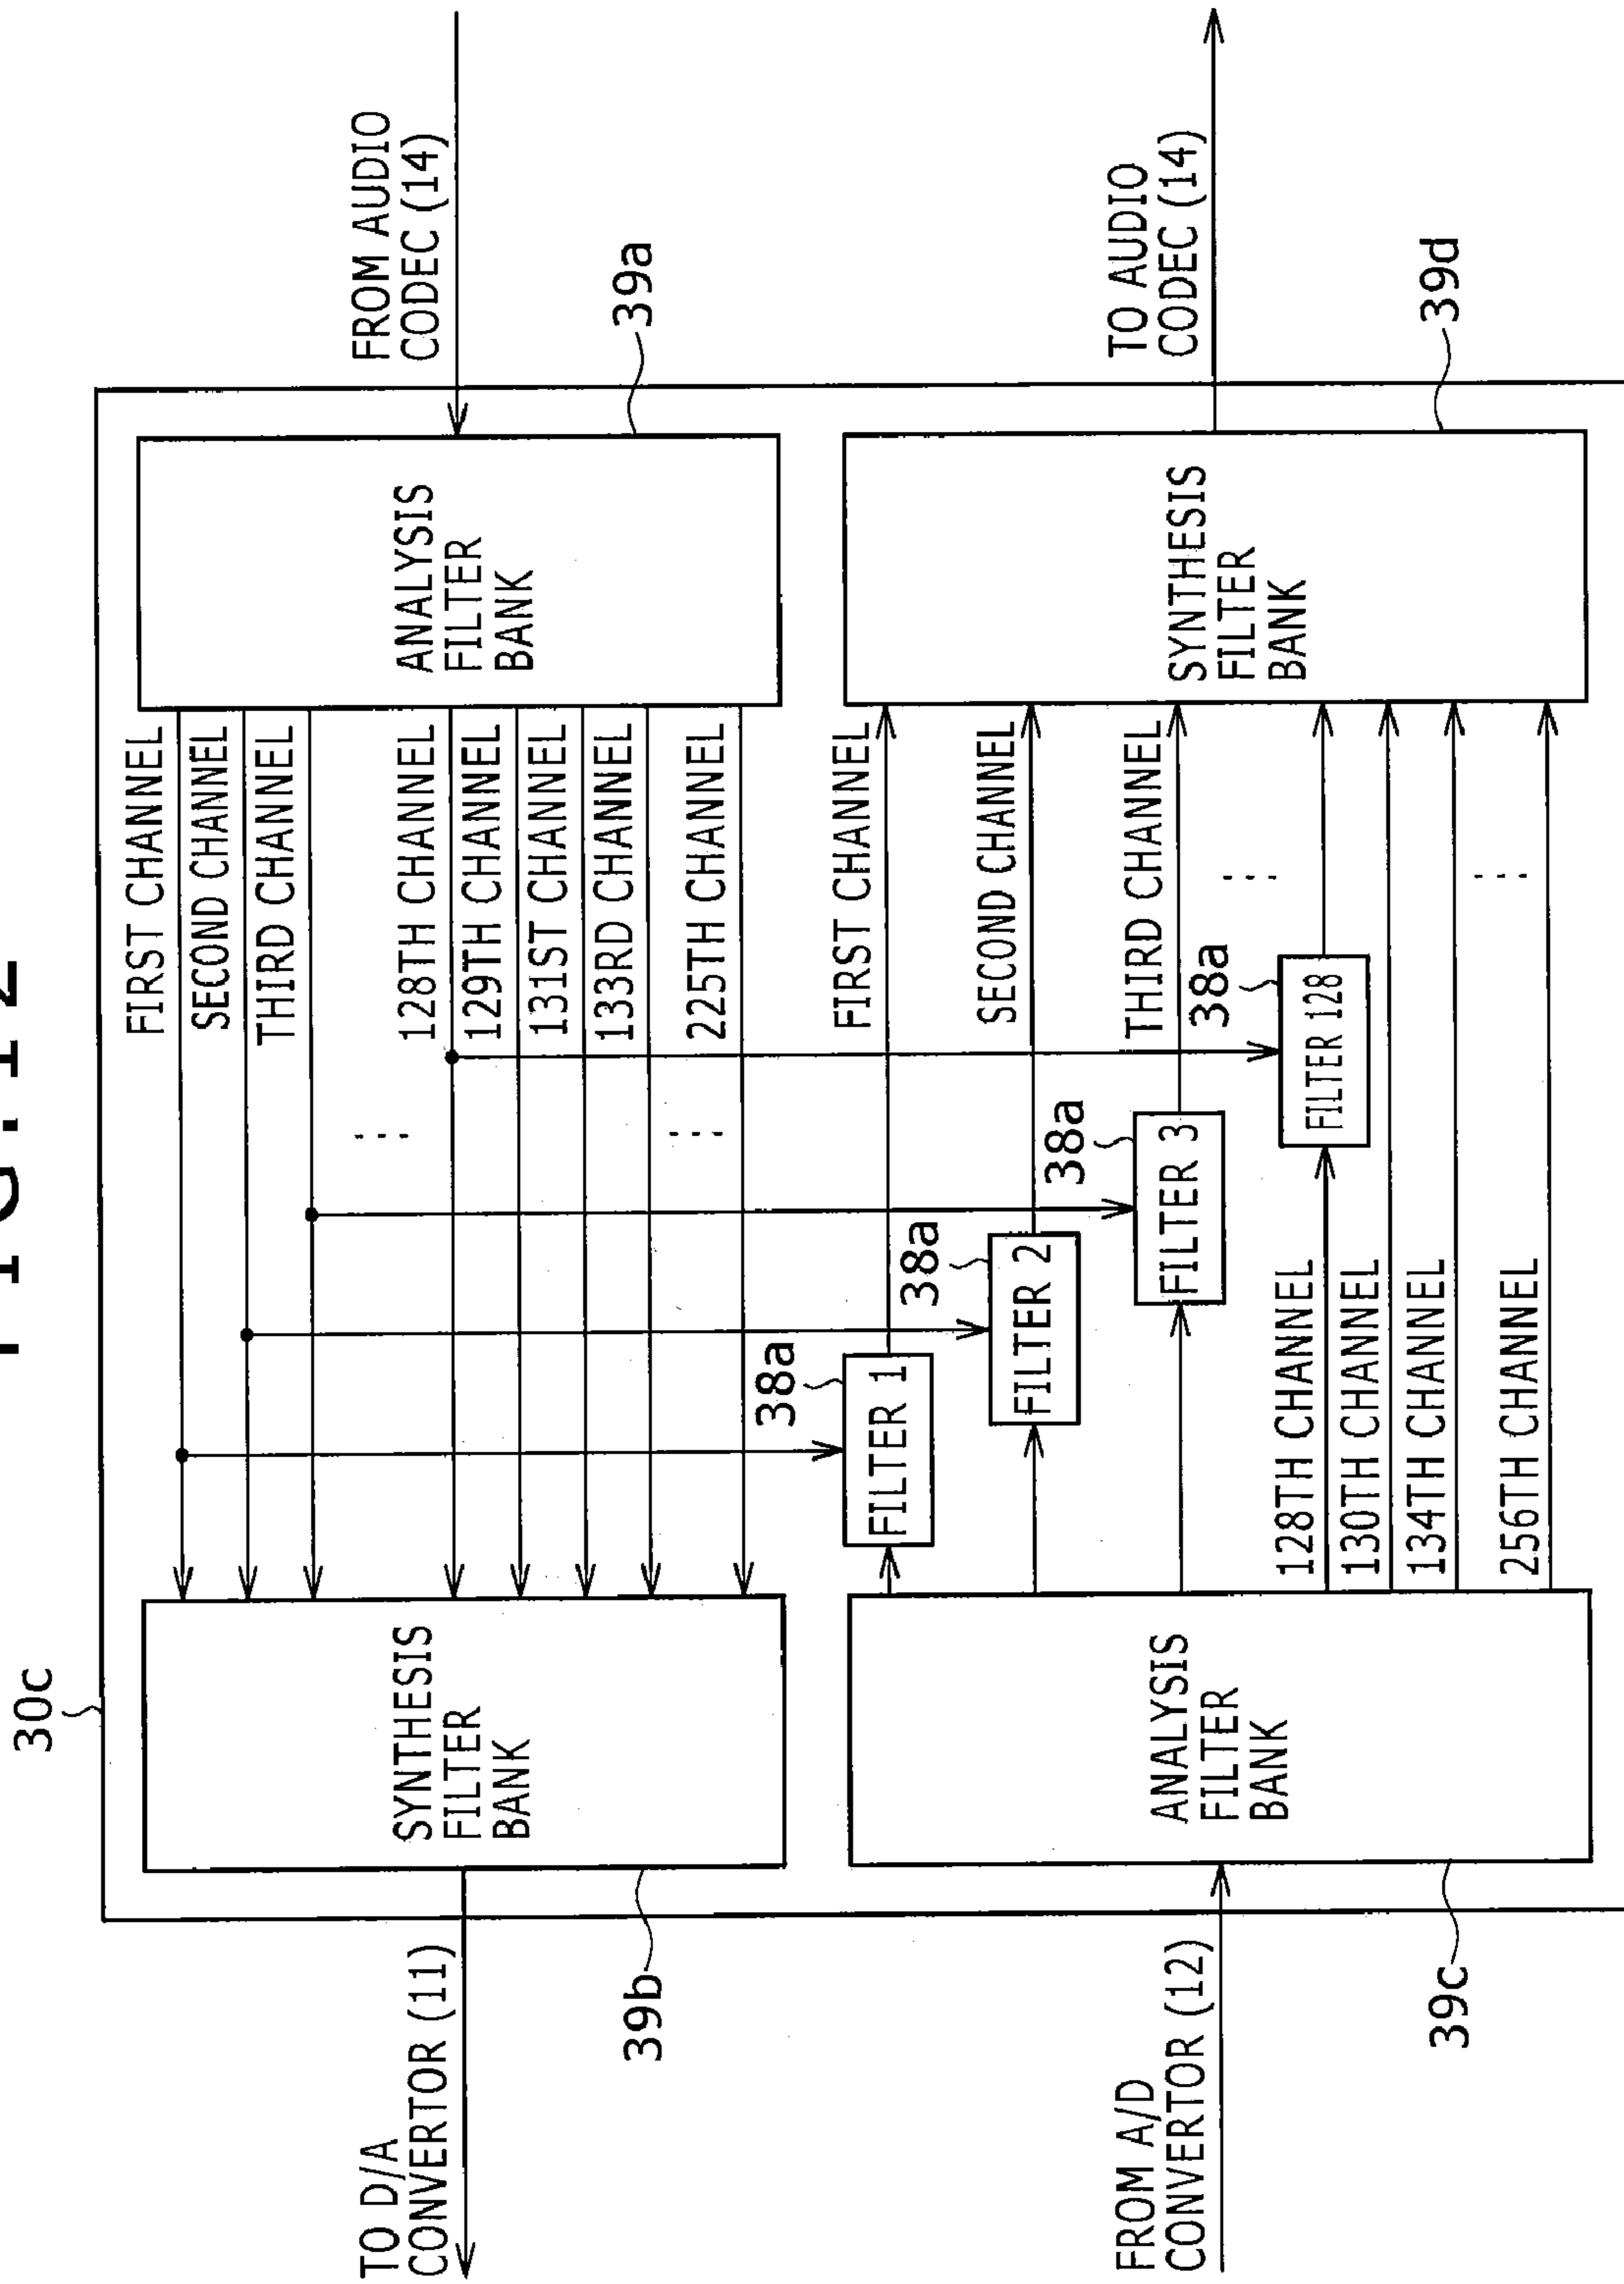 FIG.12
30c
TO D/A
CONVERTOR (11)
39b
SYNTHESIS
FILTER
BANK
FIRST CHANNEL
SECOND CHANNEL
THIRD CHANNEL
128TH CHANNEL
129TH CHANNEL
131ST CHANNEL
133RD CHANNEL
225TH CHANNEL
ANALYSIS
FILTER
BANK
39a
FROM AUDIO
CODEC (14)
FROM A/D
CONVERTOR (12)
39c
ANALYSIS
FILTER
BANK
38a
FILTER 1
FIRST CHANNEL
38a
FILTER 2
SECOND CHANNEL
38a
FILTER 3
THIRD CHANNEL
38a
FILTER 128
128TH CHANNEL
130TH CHANNEL
134TH CHANNEL
256TH CHANNEL
SYNTHESIS
FILTER
BANK
39d
TO AUDIO
CODEC (14)